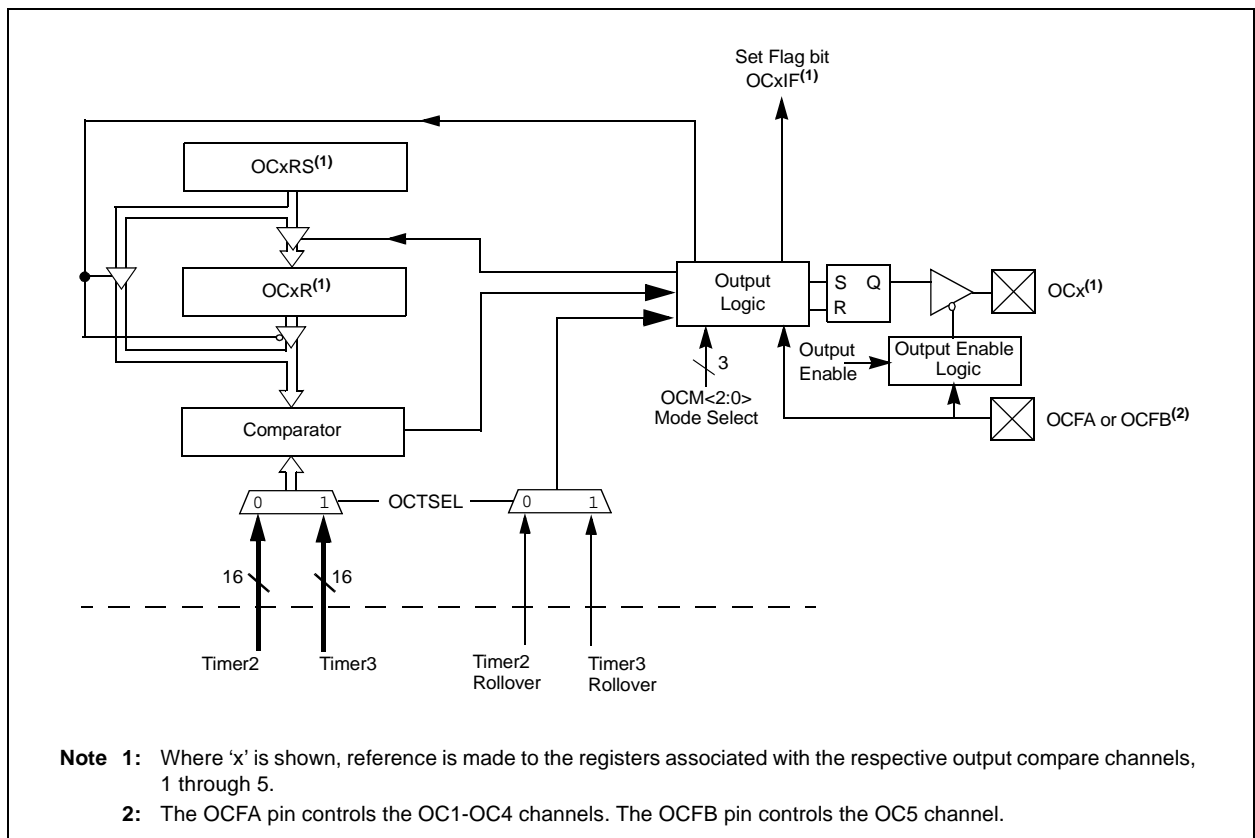 Set Flag bit
OCxIF(1)
OCxRS(1)
OCxR(1)
Output
Logic
S Q
R
OCx(1)
Output
Enable
Output Enable
Logic
3
OCM<2:0>
Mode Select
OCFA or OCFB(2)
Comparator
0 1
OCTSEL
0 1
16
16
Timer2
Timer3
Timer2
Rollover
Timer3
Rollover
Note 1: Where ‘x’ is shown, reference is made to the registers associated with the respective output compare channels,
1 through 5.
2: The OCFA pin controls the OC1-OC4 channels. The OCFB pin controls the OC5 channel.